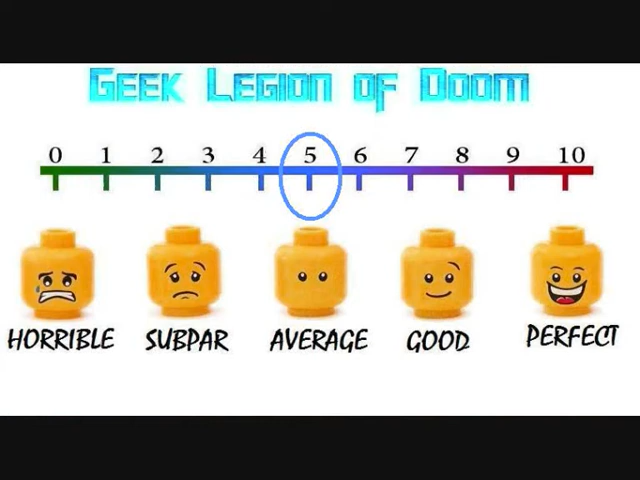 GEEK LEGION OF DOOM
0 1 2 3 4 5 6 7 8 9 10
HORRIBLE SUBPAR AVERAGE GOOD PERFECT